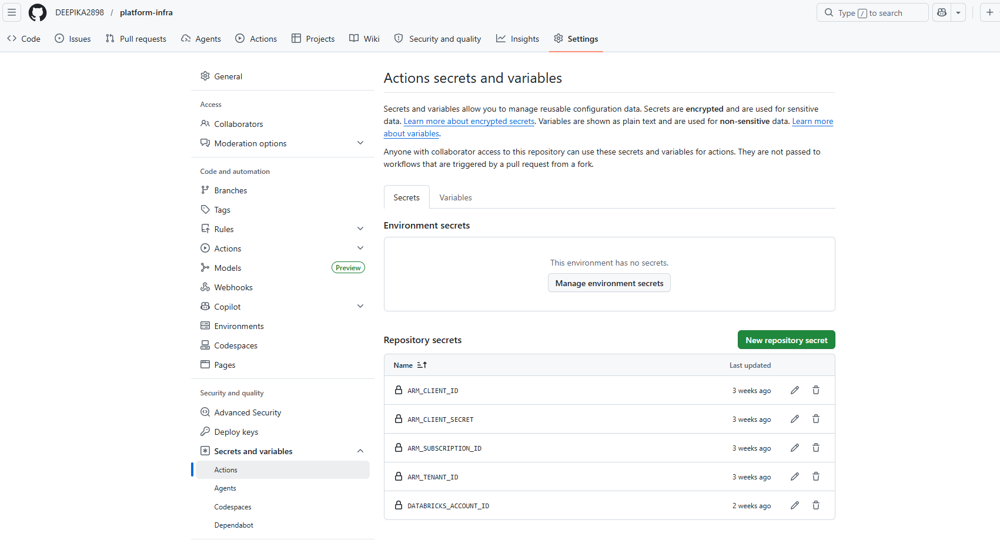 DEEPIKA2898 / platform-infra
Type / to search
Code Issues Pull requests Agents Actions Projects Wiki Security and quality Insights Settings
General
Access
Collaborators
Moderation options
Code and automation
Branches
Tags
Rules
Actions
Models Preview
Webhooks
Copilot
Environments
Codespaces
Pages
Security and quality
Advanced Security
Deploy keys
Secrets and variables
Actions
Agents
Codespaces
Dependabot
Actions secrets and variables
Secrets and variables allow you to manage reusable configuration data. Secrets are encrypted and are used for sensitive
data. Learn more about encrypted secrets. Variables are shown as plain text and are used for non-sensitive data. Learn more
about variables.
Anyone with collaborator access to this repository can use these secrets and variables for actions. They are not passed to
workflows that are triggered by a pull request from a fork.
Secrets Variables
Environment secrets
This environment has no secrets.
Manage environment secrets
Repository secrets New repository secret
Name Last updated
ARM_CLIENT_ID 3 weeks ago
ARM_CLIENT_SECRET 3 weeks ago
ARM_SUBSCRIPTION_ID 3 weeks ago
ARM_TENANT_ID 3 weeks ago
DATABRICKS_ACCOUNT_ID 2 weeks ago